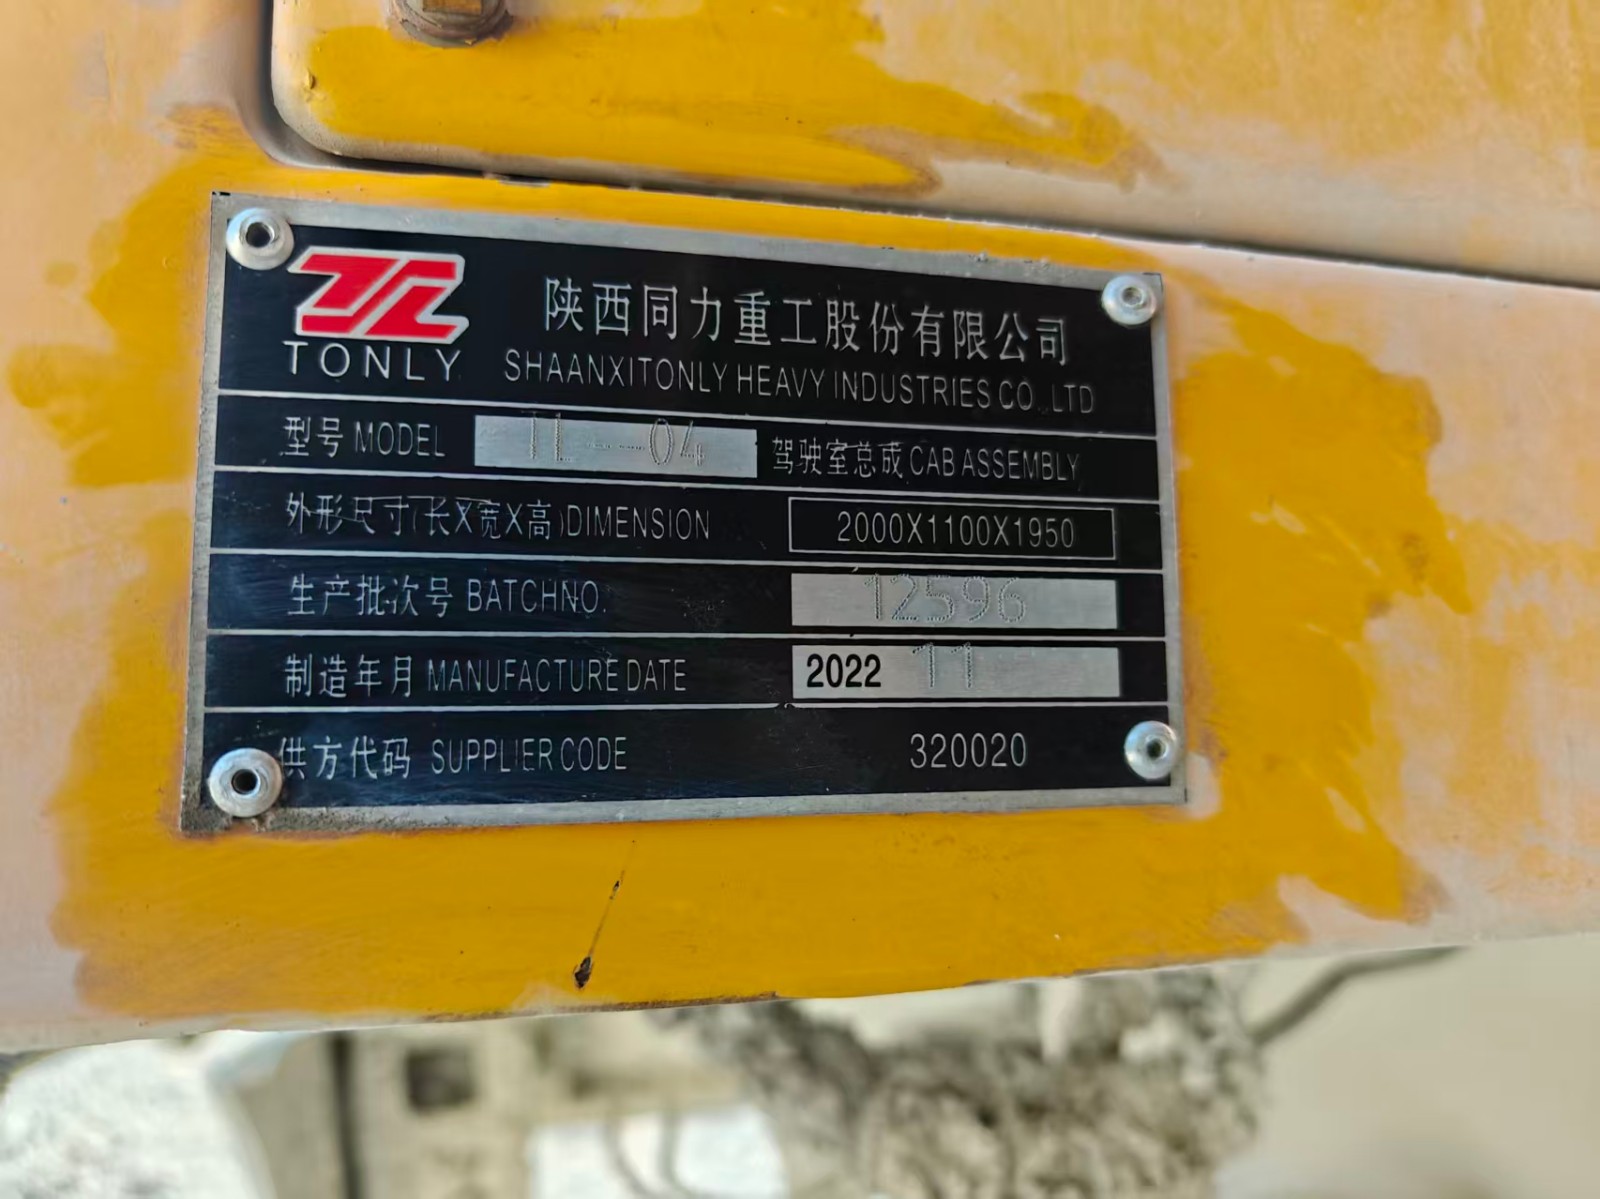 TONLY
陕西同力重工股份有限公司
SHAANXITONLY HEAVY INDUSTRIES CO.,LTD
型号 MODEL TL—04 驾驶室总成 CAB ASSEMBLY
外形尺寸(长X宽X高)DIMENSION 2000X1100X1950
生产批次号 BATCHNO. 12596
制造年月 MANUFACTURE DATE 2022 11
供方代码 SUPPLIER CODE 320020